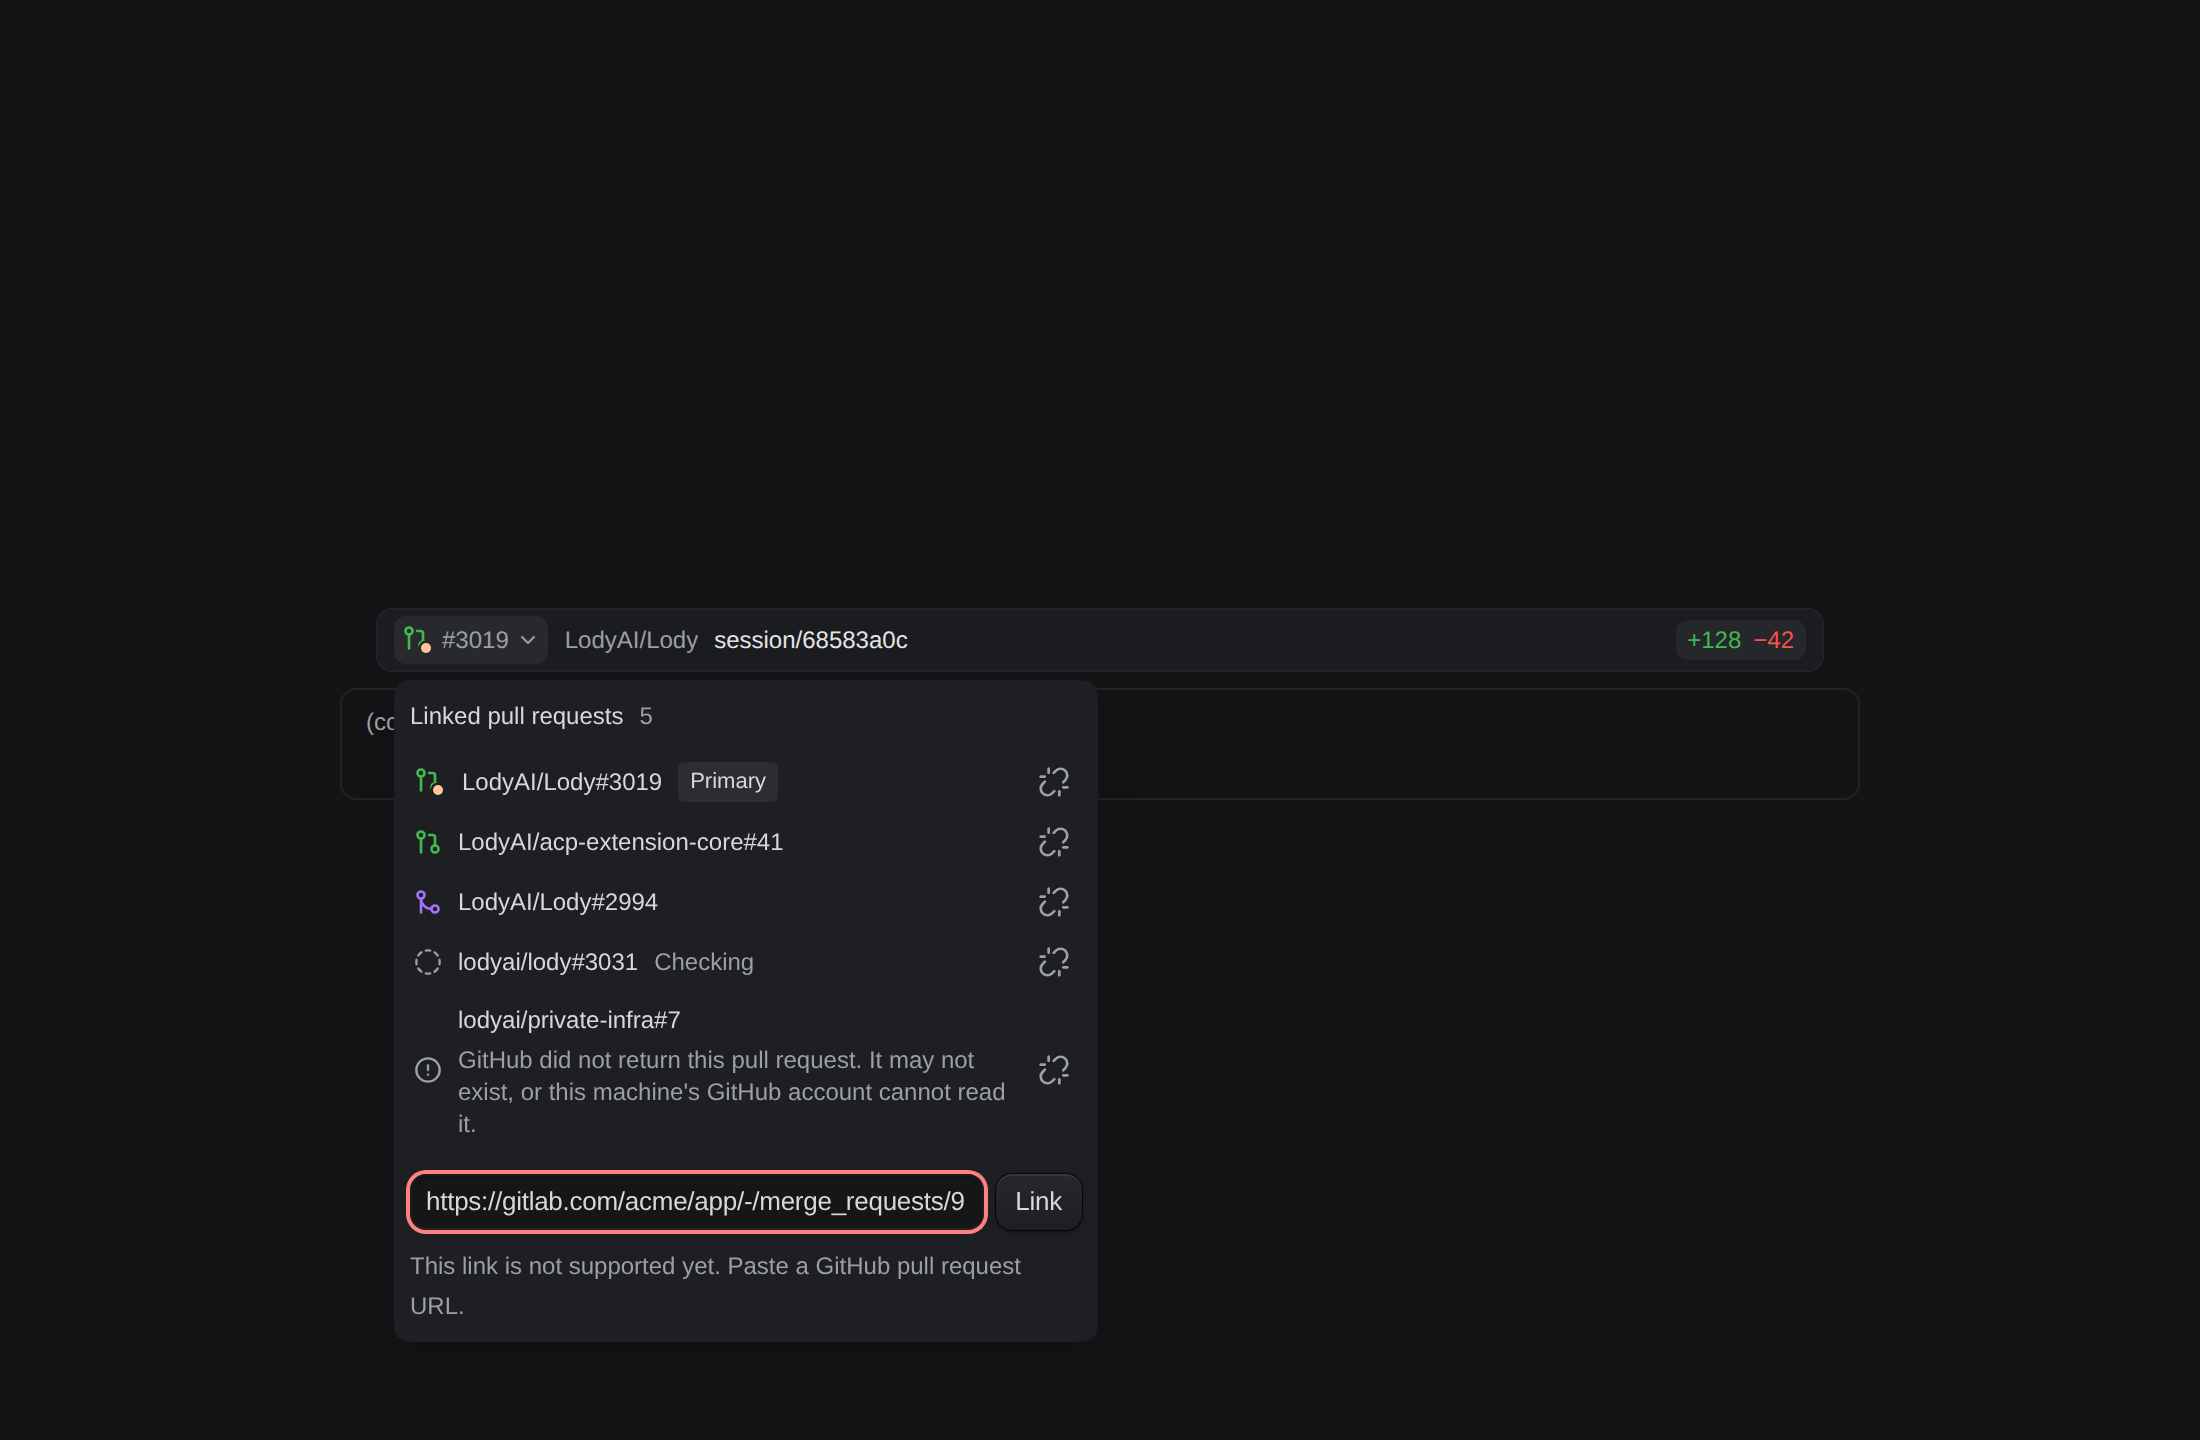 #3019 LodyAI/Lody session/68583a0c +128 −42
(co
Linked pull requests 5
LodyAI/Lody#3019 Primary
LodyAI/acp-extension-core#41
LodyAI/Lody#2994
lodyai/lody#3031 Checking
lodyai/private-infra#7
GitHub did not return this pull request. It may not
exist, or this machine's GitHub account cannot read
it.
https://gitlab.com/acme/app/-/merge_requests/9 Link
This link is not supported yet. Paste a GitHub pull request
URL.